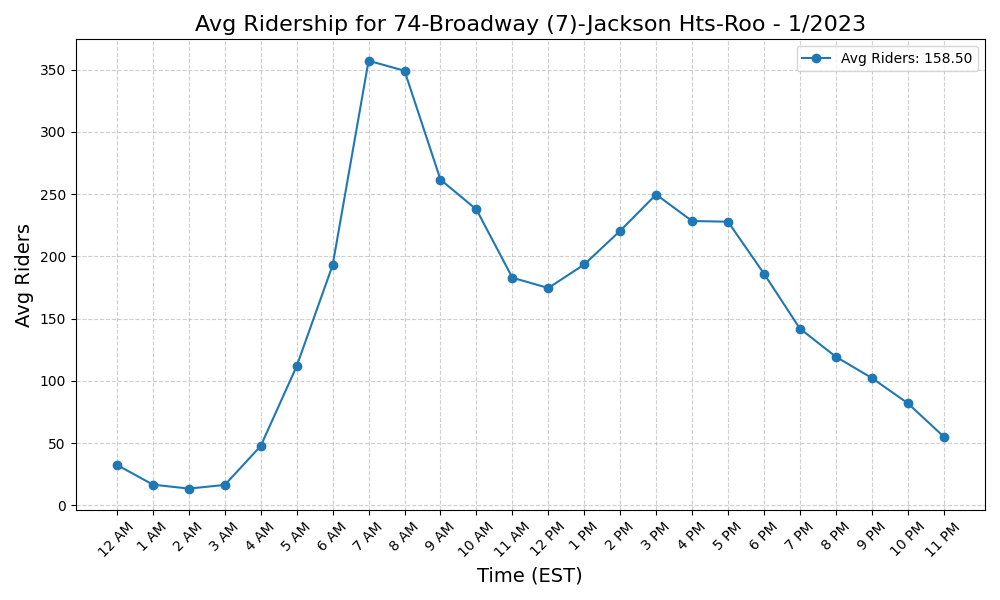 Avg Ridership for 74-Broadway (7)-Jackson Hts-Roo - 1/2023
Avg Riders: 158.50
Avg Riders
350
300
250
200
150
100
50
0
12 AM
1 AM
2 AM
3 AM
4 AM
5 AM
6 AM
7 AM
8 AM
9 AM
10 AM
11 AM
12 PM
1 PM
2 PM
3 PM
4 PM
5 PM
6 PM
7 PM
8 PM
9 PM
10 PM
11 PM
Time (EST)